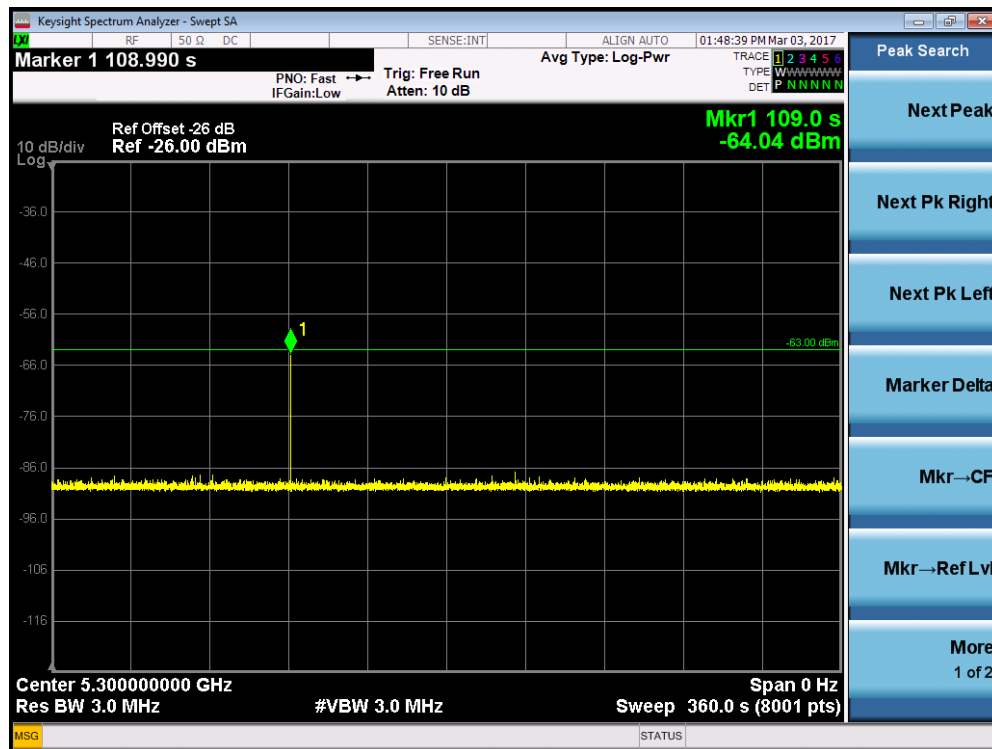 Keysight Spectrum Analyzer - Swept SA
LXI RF 50 Ω DC SENSE:INT ALIGN AUTO 01:48:39 PM Mar 03, 2017
Marker 1 108.990 s
PNO: Fast
IFGain:Low
Trig: Free Run
Atten: 10 dB
Avg Type: Log-Pwr
TRACE 1 2 3 4 5 6
TYPE WWWWWW
DET P N N N N N
Ref Offset -26 dB
10 dB/div Ref -26.00 dBm
Log
Mkr1 109.0 s
-64.04 dBm
-36.0
-46.0
-56.0
1
-63.00 dBm
-66.0
-76.0
-86.0
-96.0
-106
-116
Center 5.300000000 GHz Span 0 Hz
Res BW 3.0 MHz #VBW 3.0 MHz Sweep 360.0 s (8001 pts)
MSG STATUS
Peak Search
Next Peak
Next Pk Right
Next Pk Left
Marker Delta
Mkr→CF
Mkr→Ref Lvl
More
1 of 2